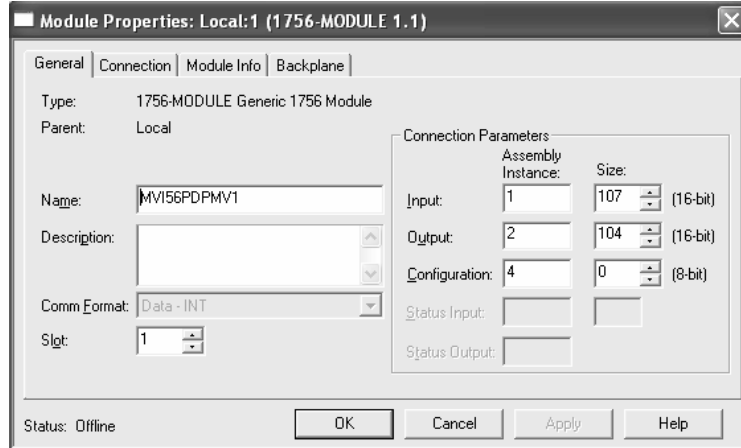 Module Properties: Local:1 (1756-MODULE 1.1)
General Connection Module Info Backplane
Type: 1756-MODULE Generic 1756 Module
Parent: Local
Connection Parameters
Assembly Instance: Size:
Name: MVI56PDPMV1
Input: 1 107 (16-bit)
Description:
Output: 2 104 (16-bit)
Configuration: 4 0 (8-bit)
Comm Format: Data - INT
Status Input:
Slot: 1
Status Output:
Status: Offline OK Cancel Apply Help